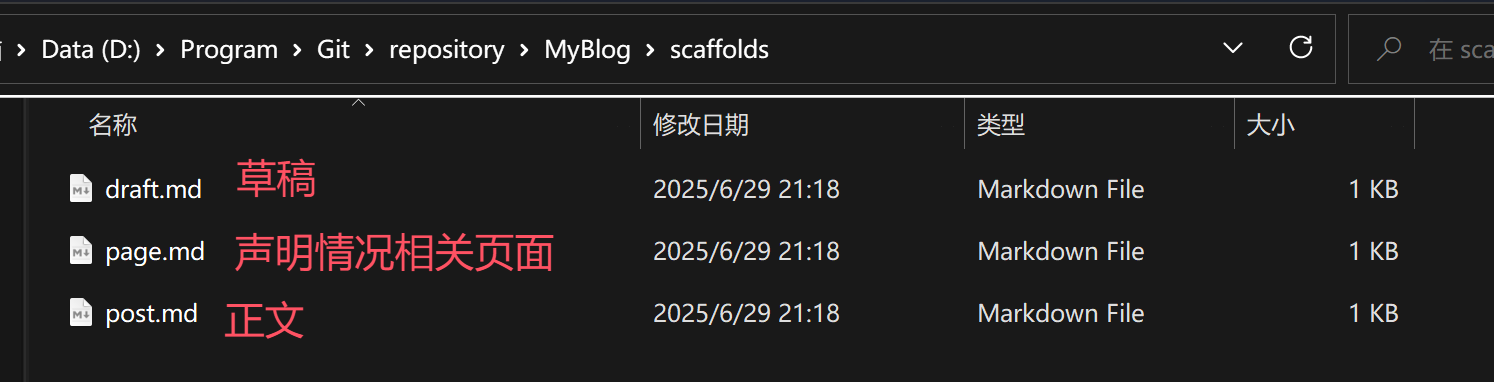 Data (D:) › Program › Git › repository › MyBlog › scaffolds 在 sca
名称 修改日期 类型 大小
draft.md 草稿 2025/6/29 21:18 Markdown File 1 KB
page.md 声明情况相关页面 2025/6/29 21:18 Markdown File 1 KB
post.md 正文 2025/6/29 21:18 Markdown File 1 KB